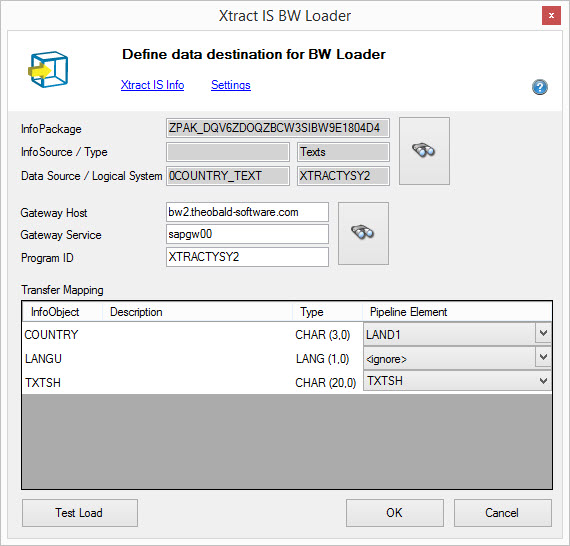 Xtract IS BW Loader
x
Define data destination for BW Loader
Xtract IS Info Settings
?
InfoPackage ZPAK_DQV6ZDOQZBCW3SIBW9E1804D4
InfoSource / Type Texts
Data Source / Logical System 0COUNTRY_TEXT XTRACTYSY2
Gateway Host bw2.theobald-software.com
Gateway Service sapgw00
Program ID XTRACTYSY2
Transfer Mapping
InfoObject Description Type Pipeline Element
COUNTRY CHAR (3,0) LAND1
LANGU LANG (1,0) <ignore>
TXTSH CHAR (20,0) TXTSH
Test Load OK Cancel